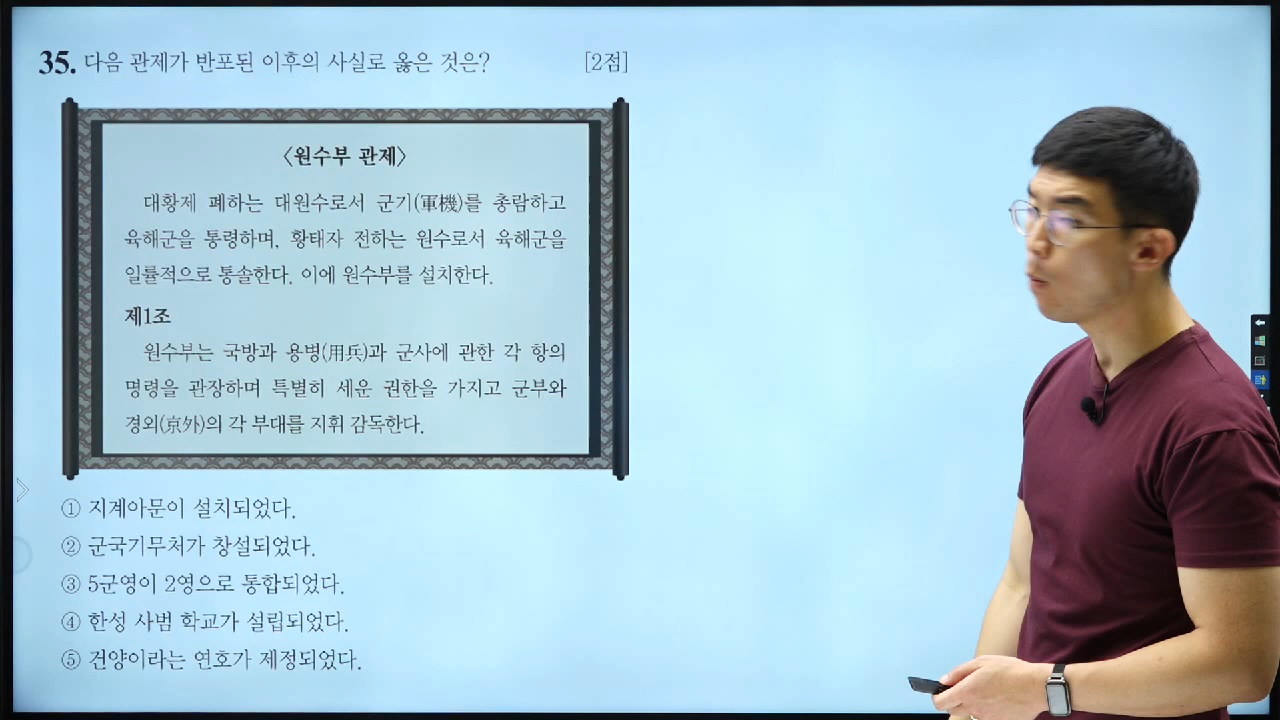 35. 다음 관제가 반포된 이후의 사실로 옳은 것은? [2점]
〈원수부 관제〉
대황제 폐하는 대원수로서 군기(軍機)를 총람하고
육해군을 통령하며, 황태자 전하는 원수로서 육해군을
일률적으로 통솔한다. 이에 원수부를 설치한다.
제1조
원수부는 국방과 용병(用兵)과 군사에 관한 각 항의
명령을 관장하며 특별히 세운 권한을 가지고 군부와
경외(京外)의 각 부대를 지휘 감독한다.
① 지계아문이 설치되었다.
② 군국기무처가 창설되었다.
③ 5군영이 2영으로 통합되었다.
④ 한성 사범 학교가 설립되었다.
⑤ 건양이라는 연호가 제정되었다.